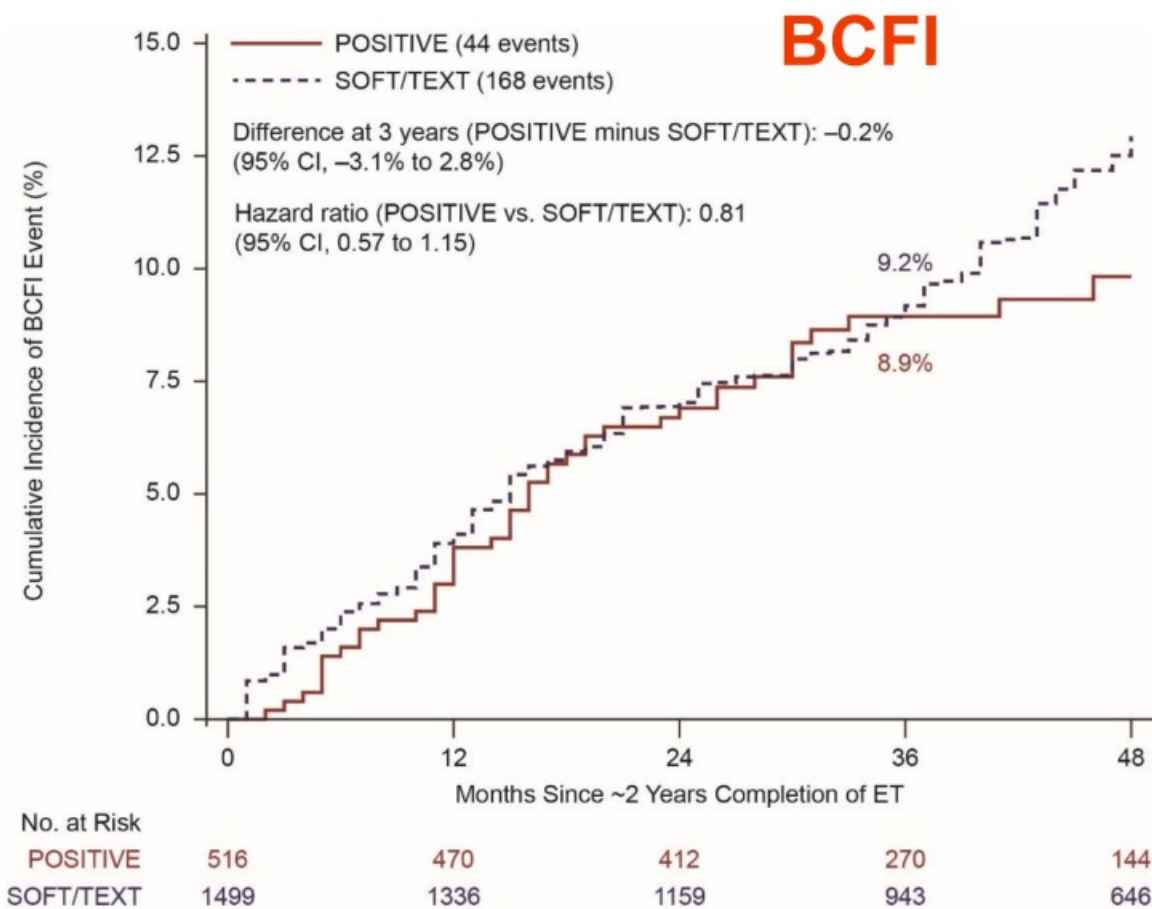 BCFI
15.0
POSITIVE (44 events)
SOFT/TEXT (168 events)
Difference at 3 years (POSITIVE minus SOFT/TEXT): –0.2%
(95% CI, –3.1% to 2.8%)
Hazard ratio (POSITIVE vs. SOFT/TEXT): 0.81
(95% CI, 0.57 to 1.15)
12.5
10.0
7.5
5.0
2.5
0.0
Cumulative Incidence of BCFI Event (%)
9.2%
8.9%
0 12 24 36 48
Months Since ~2 Years Completion of ET
No. at Risk
POSITIVE 516 470 412 270 144
SOFT/TEXT 1499 1336 1159 943 646